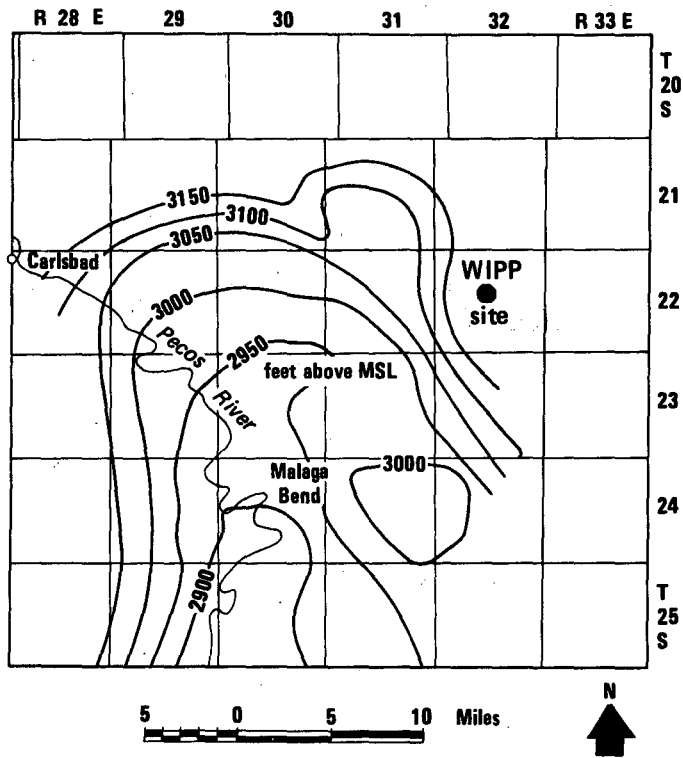 R 28 E 29 30 31 32 R 33 E
T
20
S
21
3150
3100
3050
Carlsbad
WIPP
site
22
3000
Pecos
River
2950
feet above MSL
23
Malaga
Bend
3000
24
2900
T
25
S
5 0 5 10 Miles
N